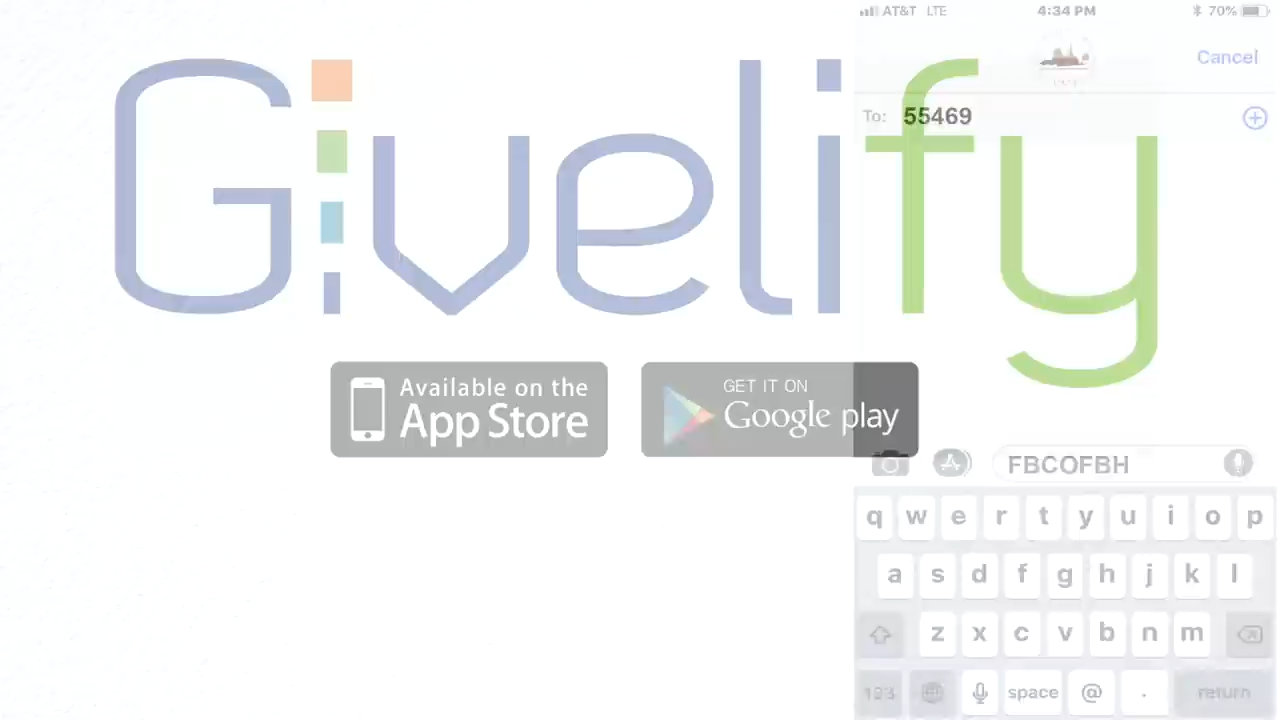 AT&T LTE 4:34 PM 70%
Cancel
To: 55469
Givelify
Available on the
App Store
GET IT ON
Google play
FBCOFBH
q w e r t y u i o p
a s d f g h j k l
z x c v b n m
123 space @ . return